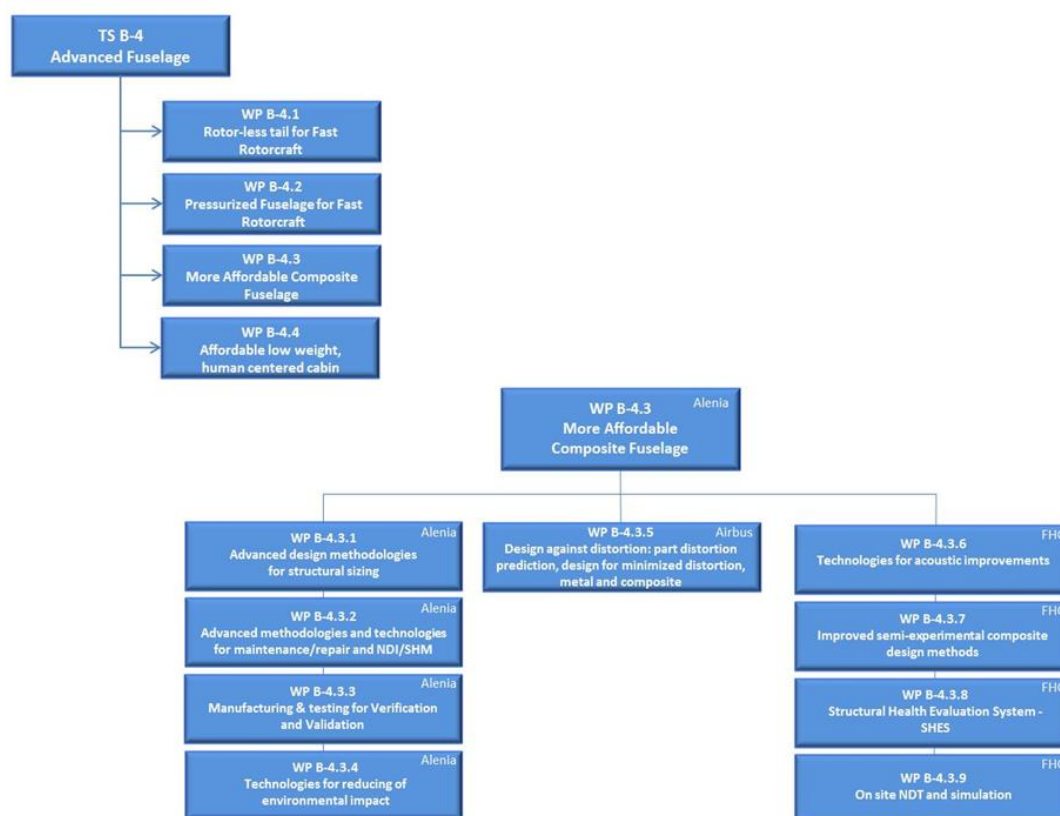 TS B-4
Advanced Fuselage
WP B-4.1
Rotor-less tail for Fast
Rotorcraft
WP B-4.2
Pressurized Fuselage for Fast
Rotorcraft
WP B-4.3
More Affordable Composite
Fuselage
WP B-4.4
Affordable low weight,
human centered cabin
WP B-4.3
Alenia
More Affordable
Composite Fuselage
WP B-4.3.1
Alenia
Advanced design methodologies
for structural sizing
WP B-4.3.2
Alenia
Advanced methodologies and technologies
for maintenance/repair and NDI/SHM
WP B-4.3.3
Alenia
Manufacturing & testing for Verification
and Validation
WP B-4.3.4
Alenia
Technologies for reducing of
environmental impact
WP B-4.3.5
Airbus
Design against distortion: part distortion
prediction, design for minimized distortion,
metal and composite
WP B-4.3.6
Technologies for acoustic improvements
WP B-4.3.7
Improved semi-experimental composite
design methods
WP B-4.3.8
Structural Health Evaluation System -
SHES
WP B-4.3.9
On site NDT and simulation